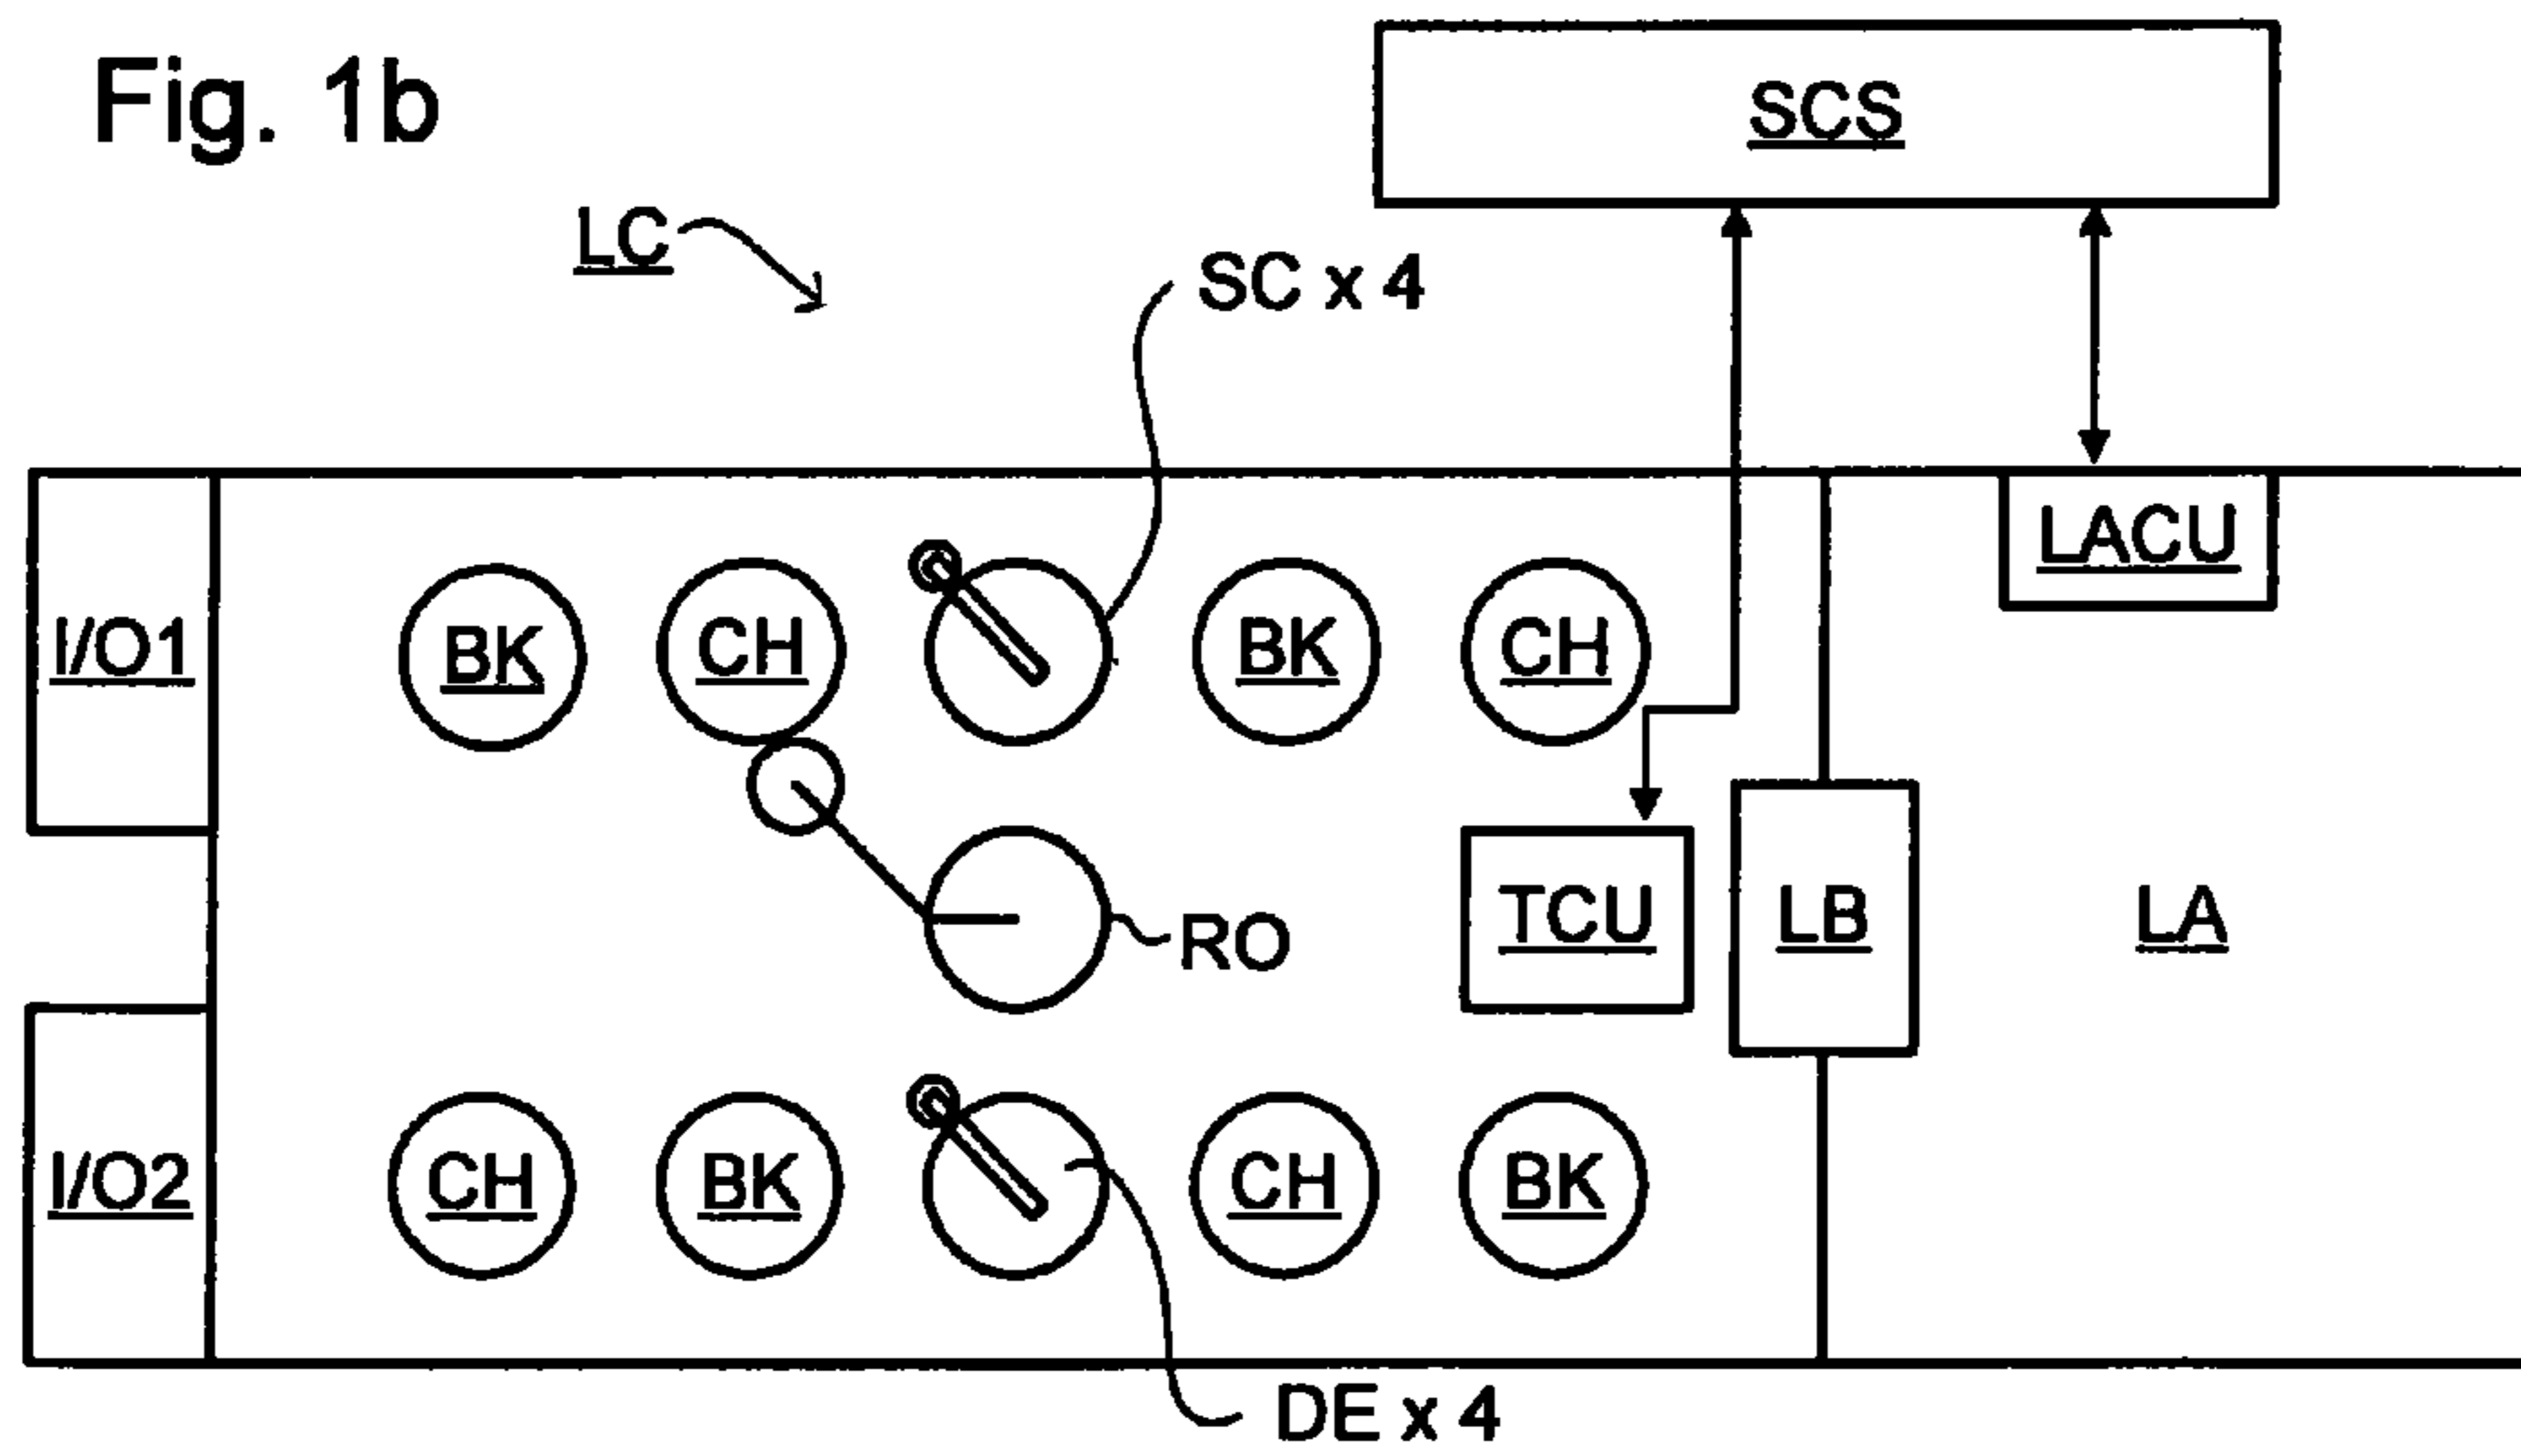 Fig. 1b
SCS
LC
SC x 4
LACU
I/O1
BK
CH
BK
CH
RO
TCU
LB
LA
I/O2
CH
BK
CH
BK
DE x 4